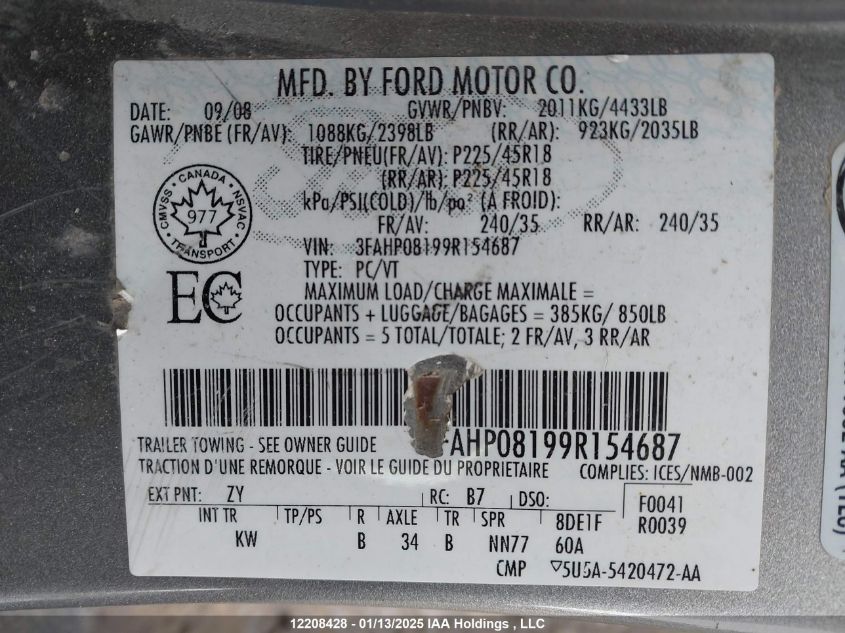 MFD. BY FORD MOTOR CO.
DATE: 09/08 GVWR/PNBV: 2011KG/4433LB
GAWR/PNBE (FR/AV): 1088KG/2398LB (RR/AR): 923KG/2035LB
TIRE/PNEU(FR/AV): P225/45R18
(RR/AR): P225/45R18
kPa/PSI(COLD)/lb/pq² (A FROID):
FR/AV: 240/35 RR/AR: 240/35
CMVSS • CANADA • NSVAC
977
TRANSPORT
VIN: 3FAHP08199R154687
TYPE: PC/VT
EC
MAXIMUM LOAD/CHARGE MAXIMALE =
OCCUPANTS + LUGGAGE/BAGAGES = 385KG/ 850LB
OCCUPANTS = 5 TOTAL/TOTALE; 2 FR/AV, 3 RR/AR
FAHP08199R154687
TRAILER TOWING - SEE OWNER GUIDE
TRACTION D'UNE REMORQUE - VOIR LE GUIDE DU PROPRIETAIRE
COMPLIES: ICES/NMB-002
EXT PNT: ZY RC: B7 DSO: F0041
R0039
INT TR TP/PS R AXLE TR SPR 8DE1F
KW B 34 B NN77 60A
CMP ▽5U5A-5420472-AA
12208428 - 01/13/2025 IAA Holdings , LLC